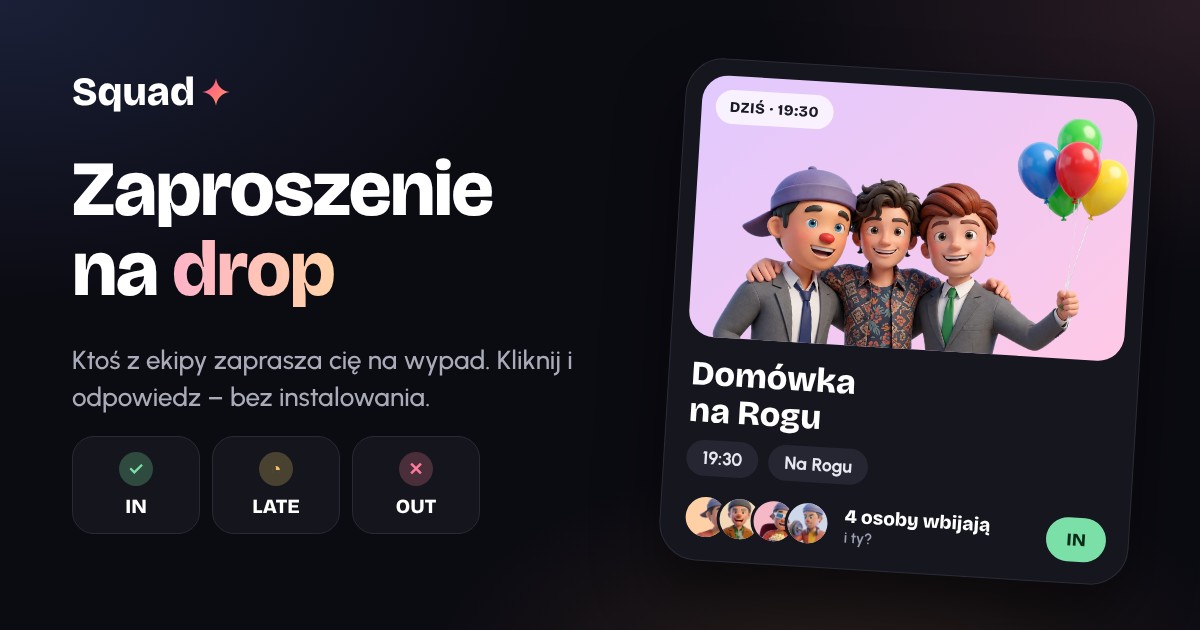 Squad
Zaproszenie
na drop
Ktoś z ekipy zaprasza cię na wypad. Kliknij i
odpowiedz – bez instalowania.
IN
LATE
OUT
DZIŚ · 19:30
Domówka
na Rogu
19:30
Na Rogu
4 osoby wbijają
i ty?
IN